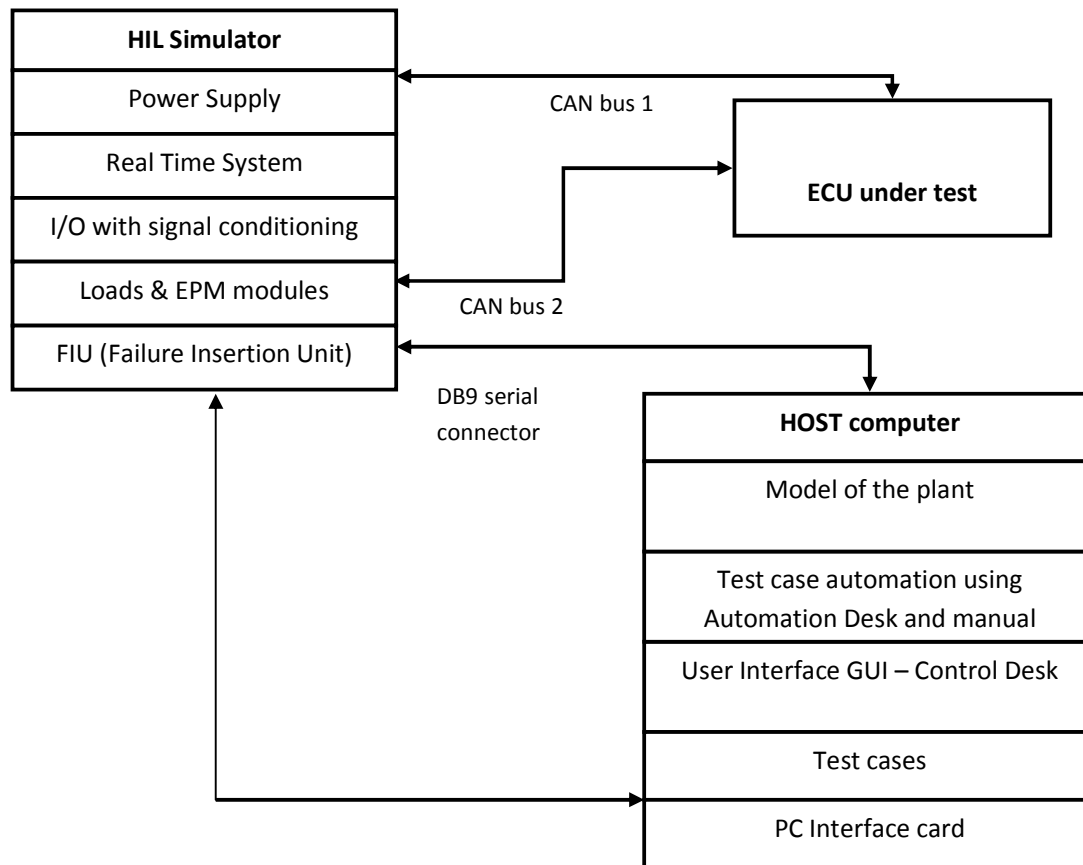 HIL Simulator
Power Supply
Real Time System
I/O with signal conditioning
Loads & EPM modules
FIU (Failure Insertion Unit)
CAN bus 1
ECU under test
CAN bus 2
DB9 serial
connector
HOST computer
Model of the plant
Test case automation using
Automation Desk and manual
User Interface GUI – Control Desk
Test cases
PC Interface card